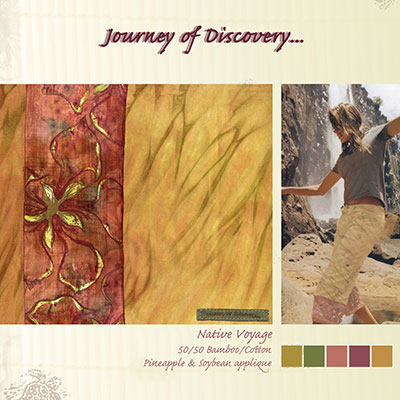 Journey of Discovery...
Native Voyage
50/50 Bamboo/Cotton
Pineapple & Soybean applique